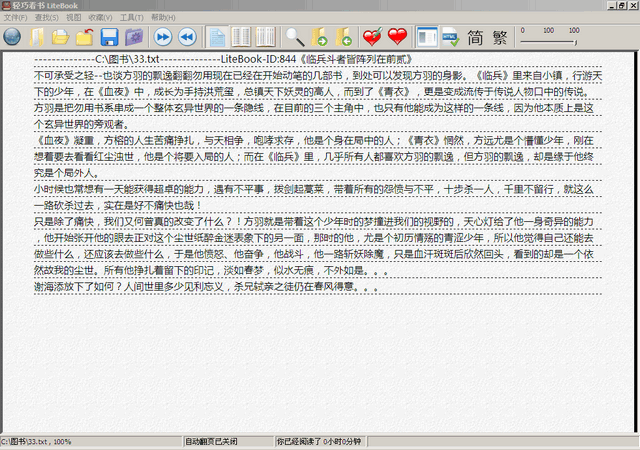 轻巧看书 LiteBook
文件(F) 查找(S) 视图 收藏(V) 工具(T) 帮助(H)
简 繁 0 50 100
--------------C:\图书\33.txt--------------LiteBook-ID:844《临兵斗者皆阵列在前贰》
不可承受之轻--也谈方羽的飘逸翻翻勿用现在已经在开始动笔的几部书，到处可以发现方羽的身影。《临兵》里来自小镇，行游天
下的少年，在《血夜》中，成长为手持洪荒玺，总镇天下妖灵的高人，而到了《青衣》，更是变成流传于传说人物口中的传说。
方羽是把勿用书系串成一个整体玄异世界的一条隐线，在目前的三个主角中，也只有他能成为这样的一条线，因为他本质上是这
个玄异世界的旁观者。
《血夜》凝重，方榕的人生苦痛挣扎，与天相争，咆哮求存，他是个身在局中的人；《青衣》惘然，方远尤是个懵懂少年，刚在
想着要去看看红尘浊世，他是个将要入局的人；而在《临兵》里，几乎所有人都喜欢方羽的飘逸，但方羽的飘逸，却是缘于他终
究是个局外人。
小时候也常想有一天能获得超卓的能力，遇有不平事，拨剑起蒿莱，带着所有的怨愤与不平，十步杀一人，千里不留行，就这么
一路砍杀过去，实在是好不痛快也哉！
只是除了痛快，我们又何曾真的改变了什么？！方羽就是带着这个少年时的梦撞进我们的视野的，天心灯给了他一身奇异的能力
，他开始张开他的眼去正对这个尘世纸醉金迷表象下的另一面，那时的他，尤是个初历情殇的青涩少年，所以他觉得自己还能去
做些什么，还应该去做些什么，于是他愤怒、他奋争，他战斗，他一路斩妖除魔，只是血汗斑斑后欣然回头，看到的却是一个依
然故我的尘世。所有他挣扎着留下的印记，淡如春梦，似水无痕，不外如是。。。
谢海添放下了如何？人间世里多少见利忘义，杀兄弑亲之徒仍在春风得意。。。
C:\图书\33.txt，100% 自动翻页已关闭 你已经阅读了 0小时0分钟